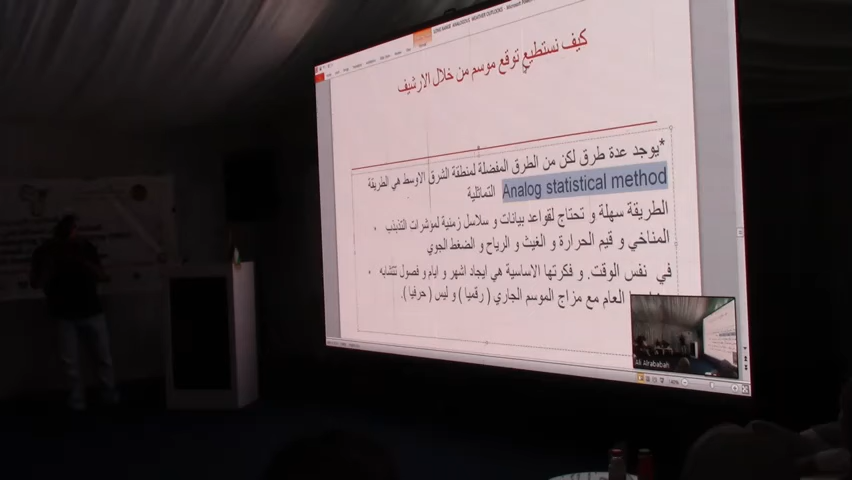 كيف نستطيع توقع موسم من خلال الارشيف
*يوجد عدة طرق لكن من الطرق المفضلة لمنطقة الشرق الاوسط هي الطريقة
التماثلية Analog statistical method
الطريقة سهلة و تحتاج لقواعد بيانات و سلاسل زمنية لموشرات التذبذب
المناخي و قيم الحرارة و الغيث و الرياح و الضغط الجوي
في نفس الوقت. و فكرتها الاساسية هي ايجاد اشهر و ايام و فصول تتشابه
العام مع مزاج الموسم الجاري ( رقميا ) و ليس ( حرفيا ).
Ali Alrababah